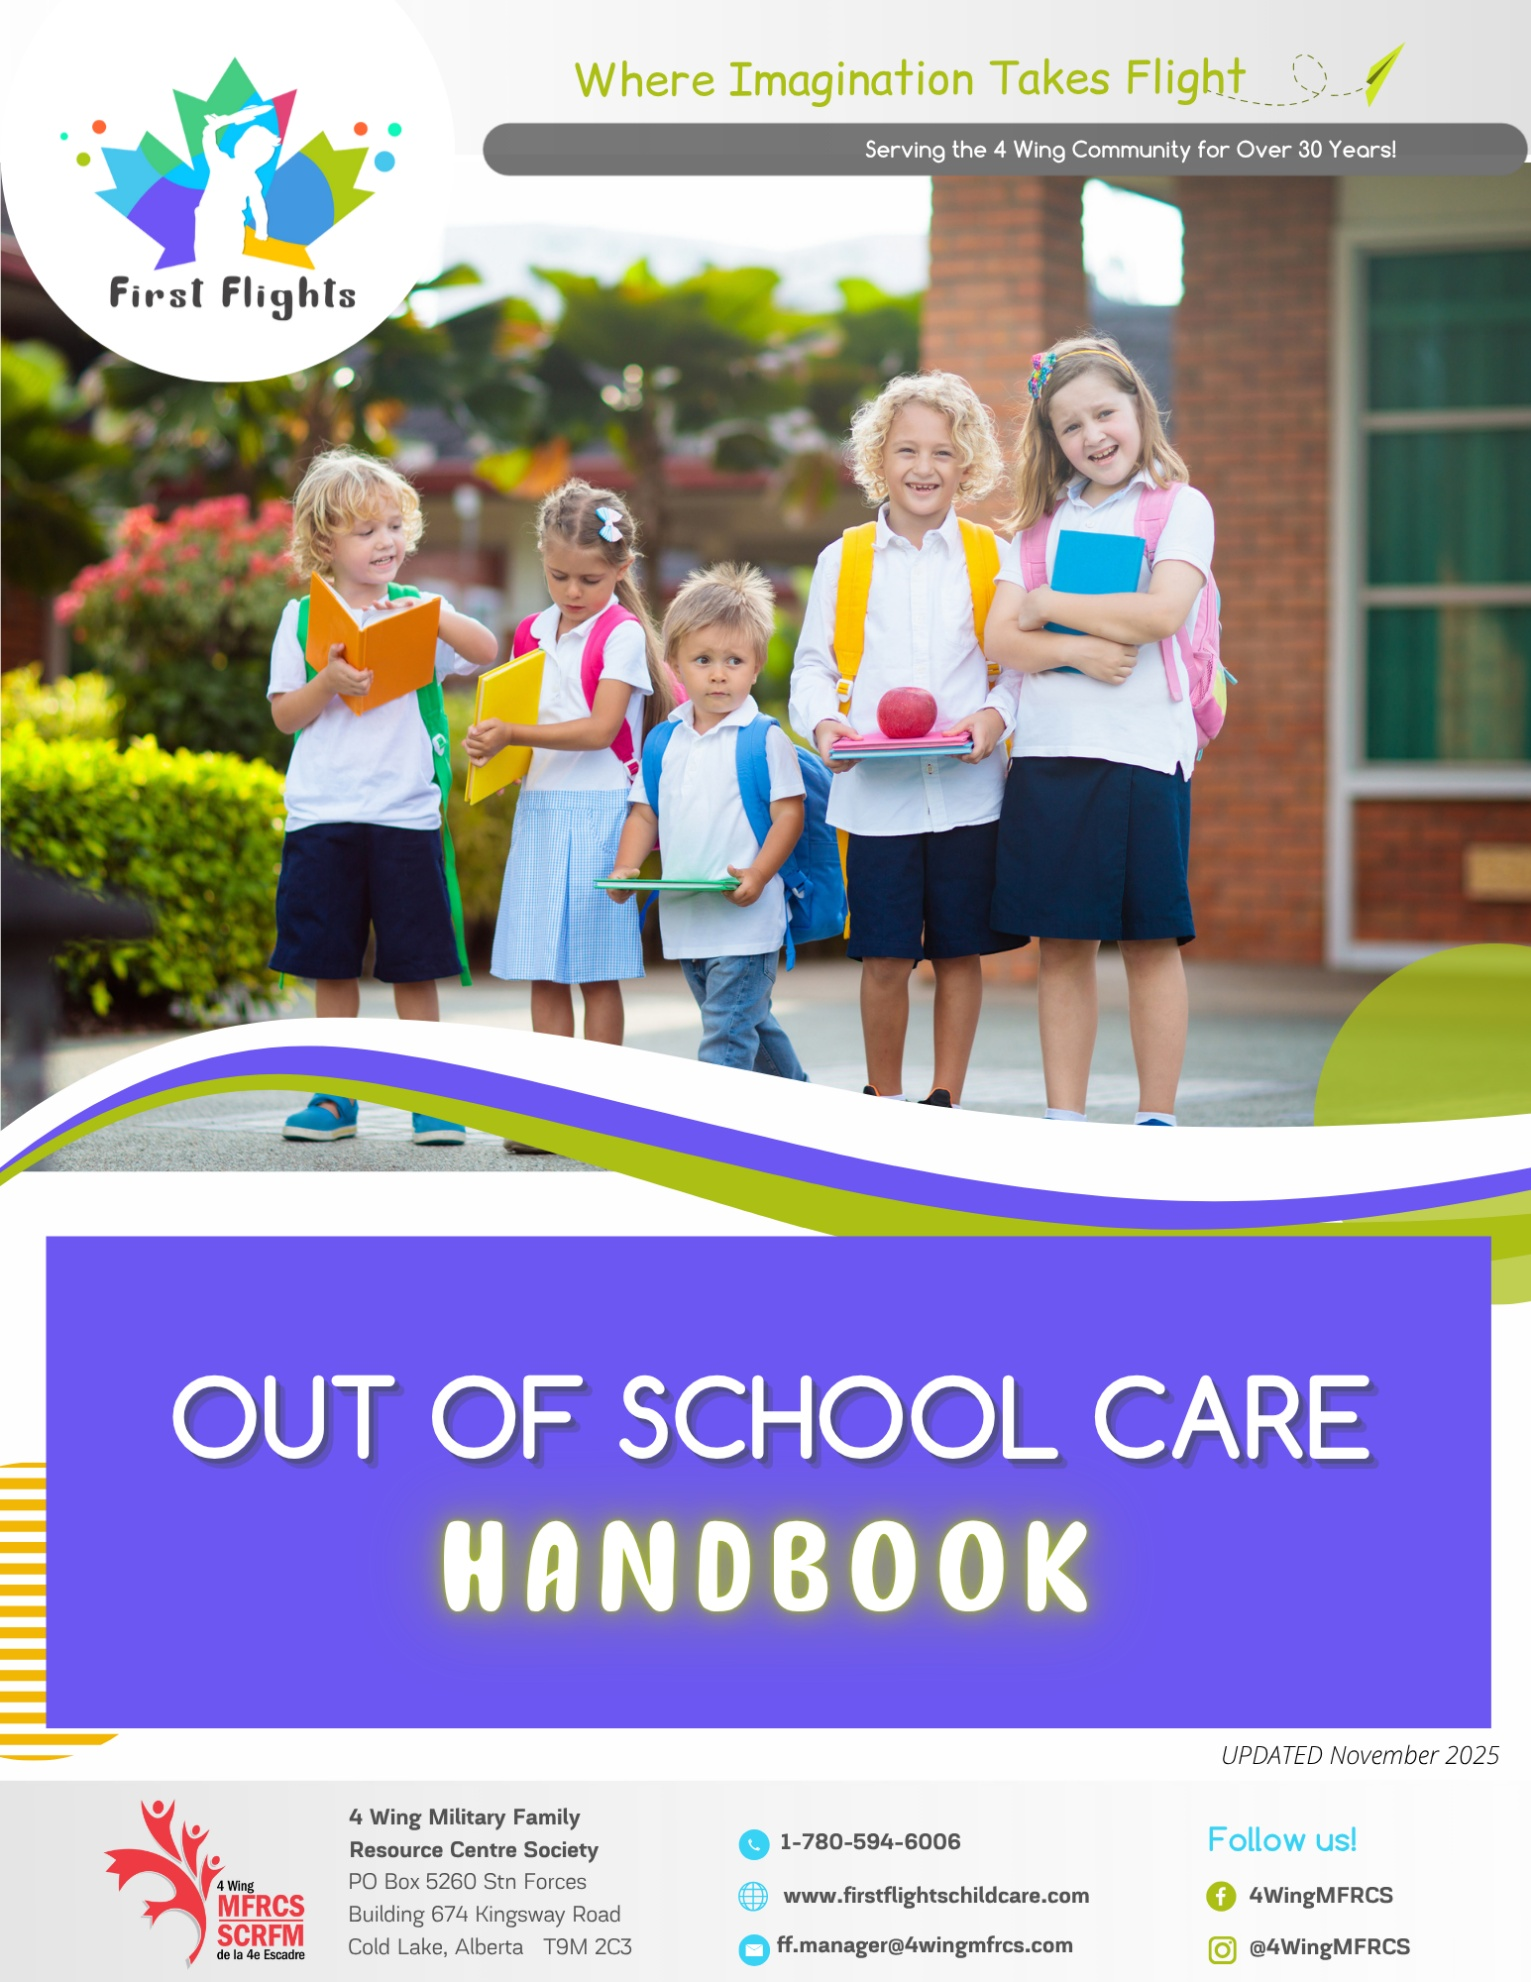 Where Imagination Takes Flight
Serving the 4 Wing Community for Over 30 Years!
First Flights
OUT OF SCHOOL CARE
HANDBOOK
UPDATED November 2025
4 Wing
MFRCS
SCRFM
de la 4e Escadre
4 Wing Military Family
Resource Centre Society
PO Box 5260 Stn Forces
Building 674 Kingsway Road
Cold Lake, Alberta T9M 2C3
1-780-594-6006
www.firstflightschildcare.com
ff.manager@4wingmfrcs.com
Follow us!
4WingMFRCS
@4WingMFRCS